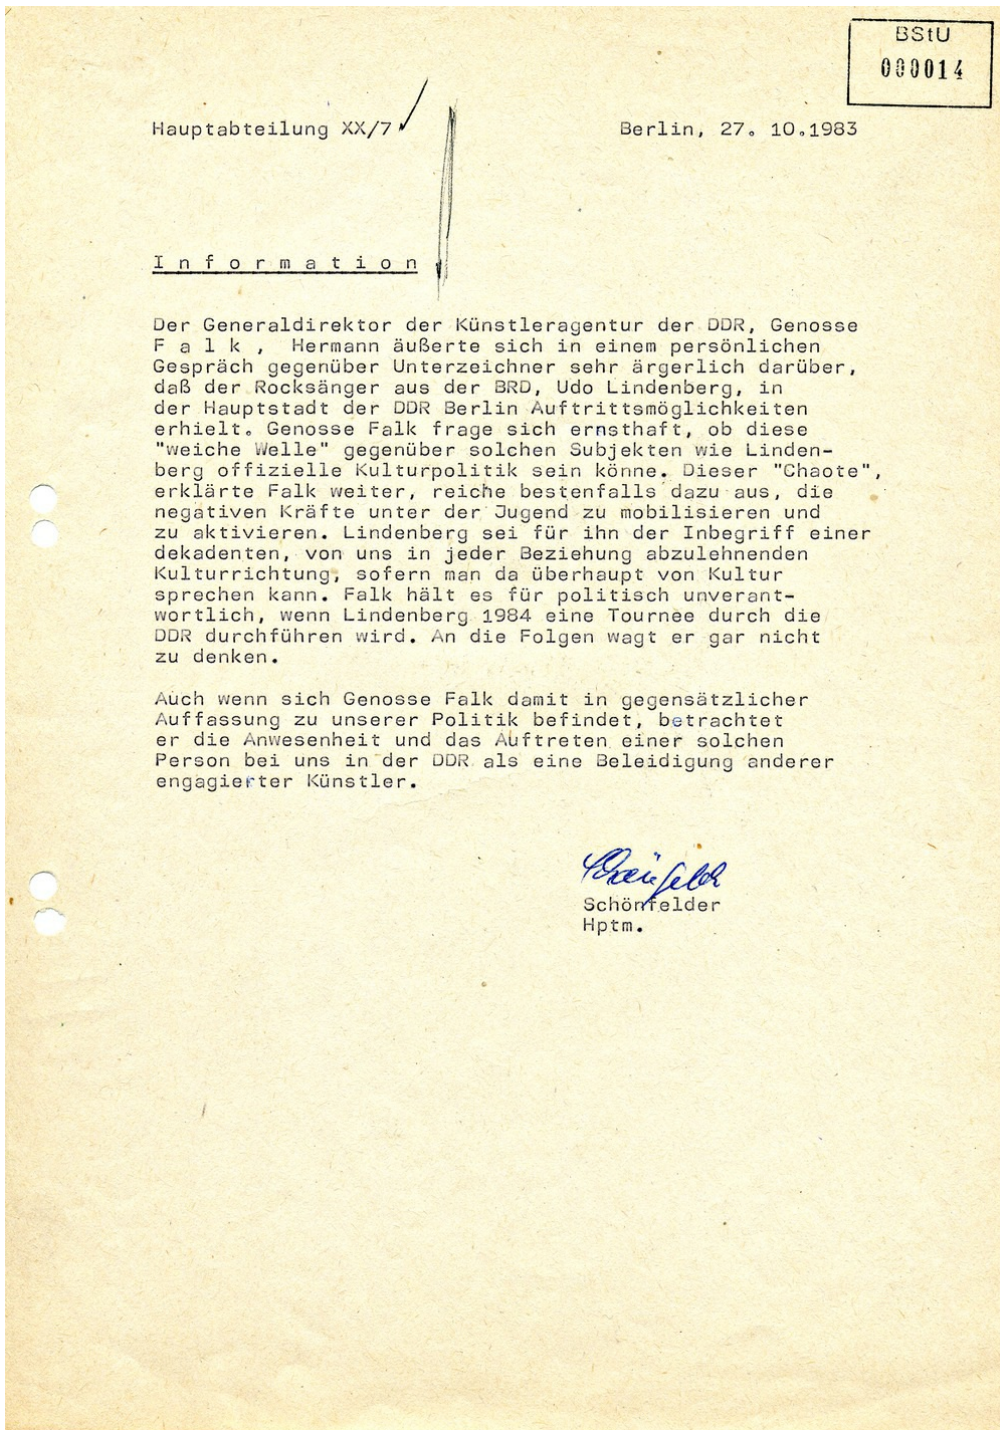 BStU
000014
Hauptabteilung XX/7
Berlin, 27. 10.1983
I n f o r m a t i o n
Der Generaldirektor der Künstleragentur der DDR, Genosse
F a l k , Hermann äußerte sich in einem persönlichen
Gespräch gegenüber Unterzeichner sehr ärgerlich darüber,
daß der Rocksänger aus der BRD, Udo Lindenberg, in
der Hauptstadt der DDR Berlin Auftrittsmöglichkeiten
erhielt. Genosse Falk frage sich ernsthaft, ob diese
"weiche Welle" gegenüber solchen Subjekten wie Linden-
berg offizielle Kulturpolitik sein könne. Dieser "Chaote",
erklärte Falk weiter, reiche bestenfalls dazu aus, die
negativen Kräfte unter der Jugend zu mobilisieren und
zu aktivieren. Lindenberg sei für ihn der Inbegriff einer
dekadenten, von uns in jeder Beziehung abzulehnenden
Kulturrichtung, sofern man da überhaupt von Kultur
sprechen kann. Falk hält es für politisch unverant-
wortlich, wenn Lindenberg 1984 eine Tournee durch die
DDR durchführen wird. An die Folgen wagt er gar nicht
zu denken.
Auch wenn sich Genosse Falk damit in gegensätzlicher
Auffassung zu unserer Politik befindet, betrachtet
er die Anwesenheit und das Auftreten einer solchen
Person bei uns in der DDR als eine Beleidigung anderer
engagierter Künstler.
Schönfelder
Hptm.